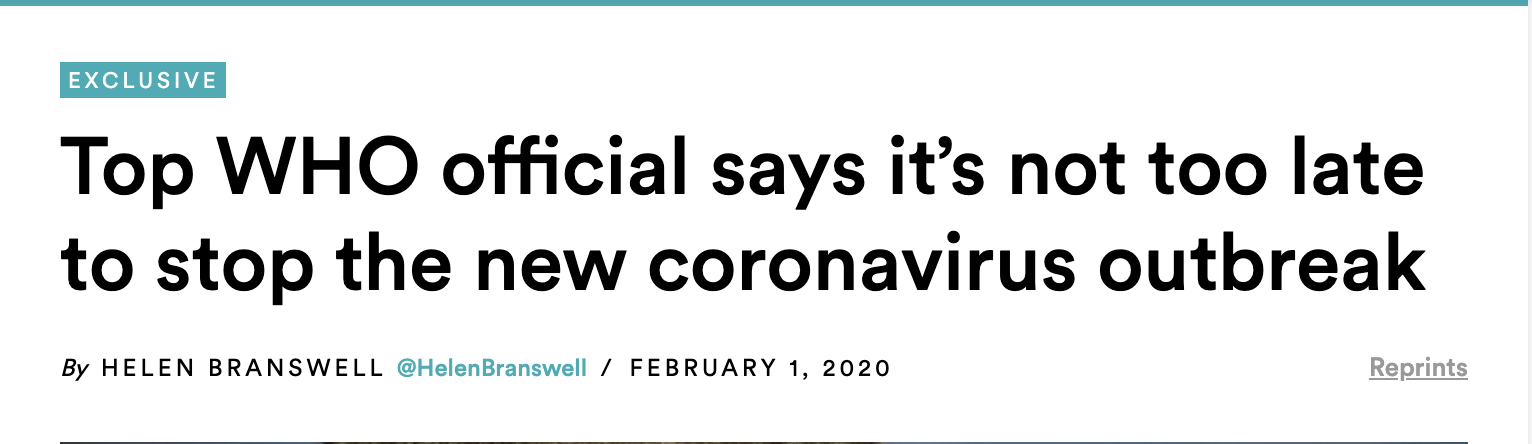 EXCLUSIVE
Top WHO official says it’s not too late
to stop the new coronavirus outbreak
By HELEN BRANSWELL @HelenBranswell / FEBRUARY 1, 2020
Reprints